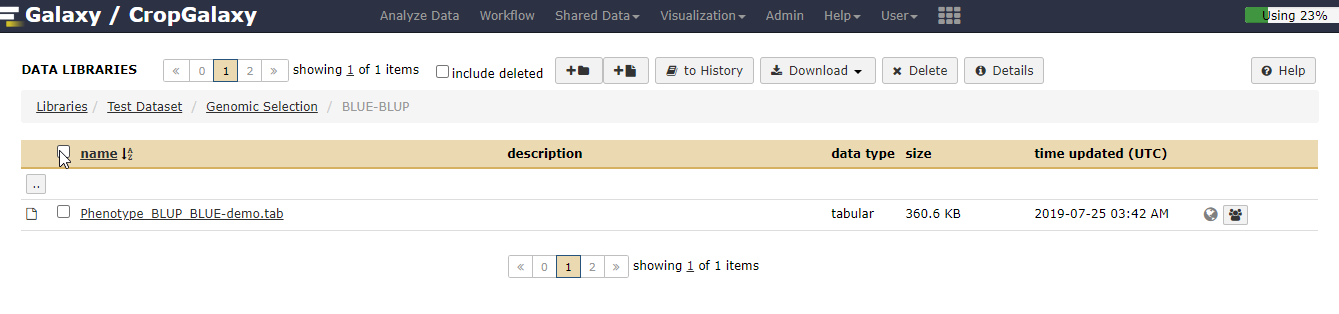 Galaxy / CropGalaxy Analyze Data Workflow Shared Data Visualization Admin Help User Using 23%
DATA LIBRARIES « 0 1 2 » showing 1 of 1 items include deleted + + to History Download Delete Details Help
Libraries / Test Dataset / Genomic Selection / BLUE-BLUP
name AZ description data type size time updated (UTC)
..
Phenotype_BLUP_BLUE-demo.tab tabular 360.6 KB 2019-07-25 03:42 AM
« 0 1 2 » showing 1 of 1 items